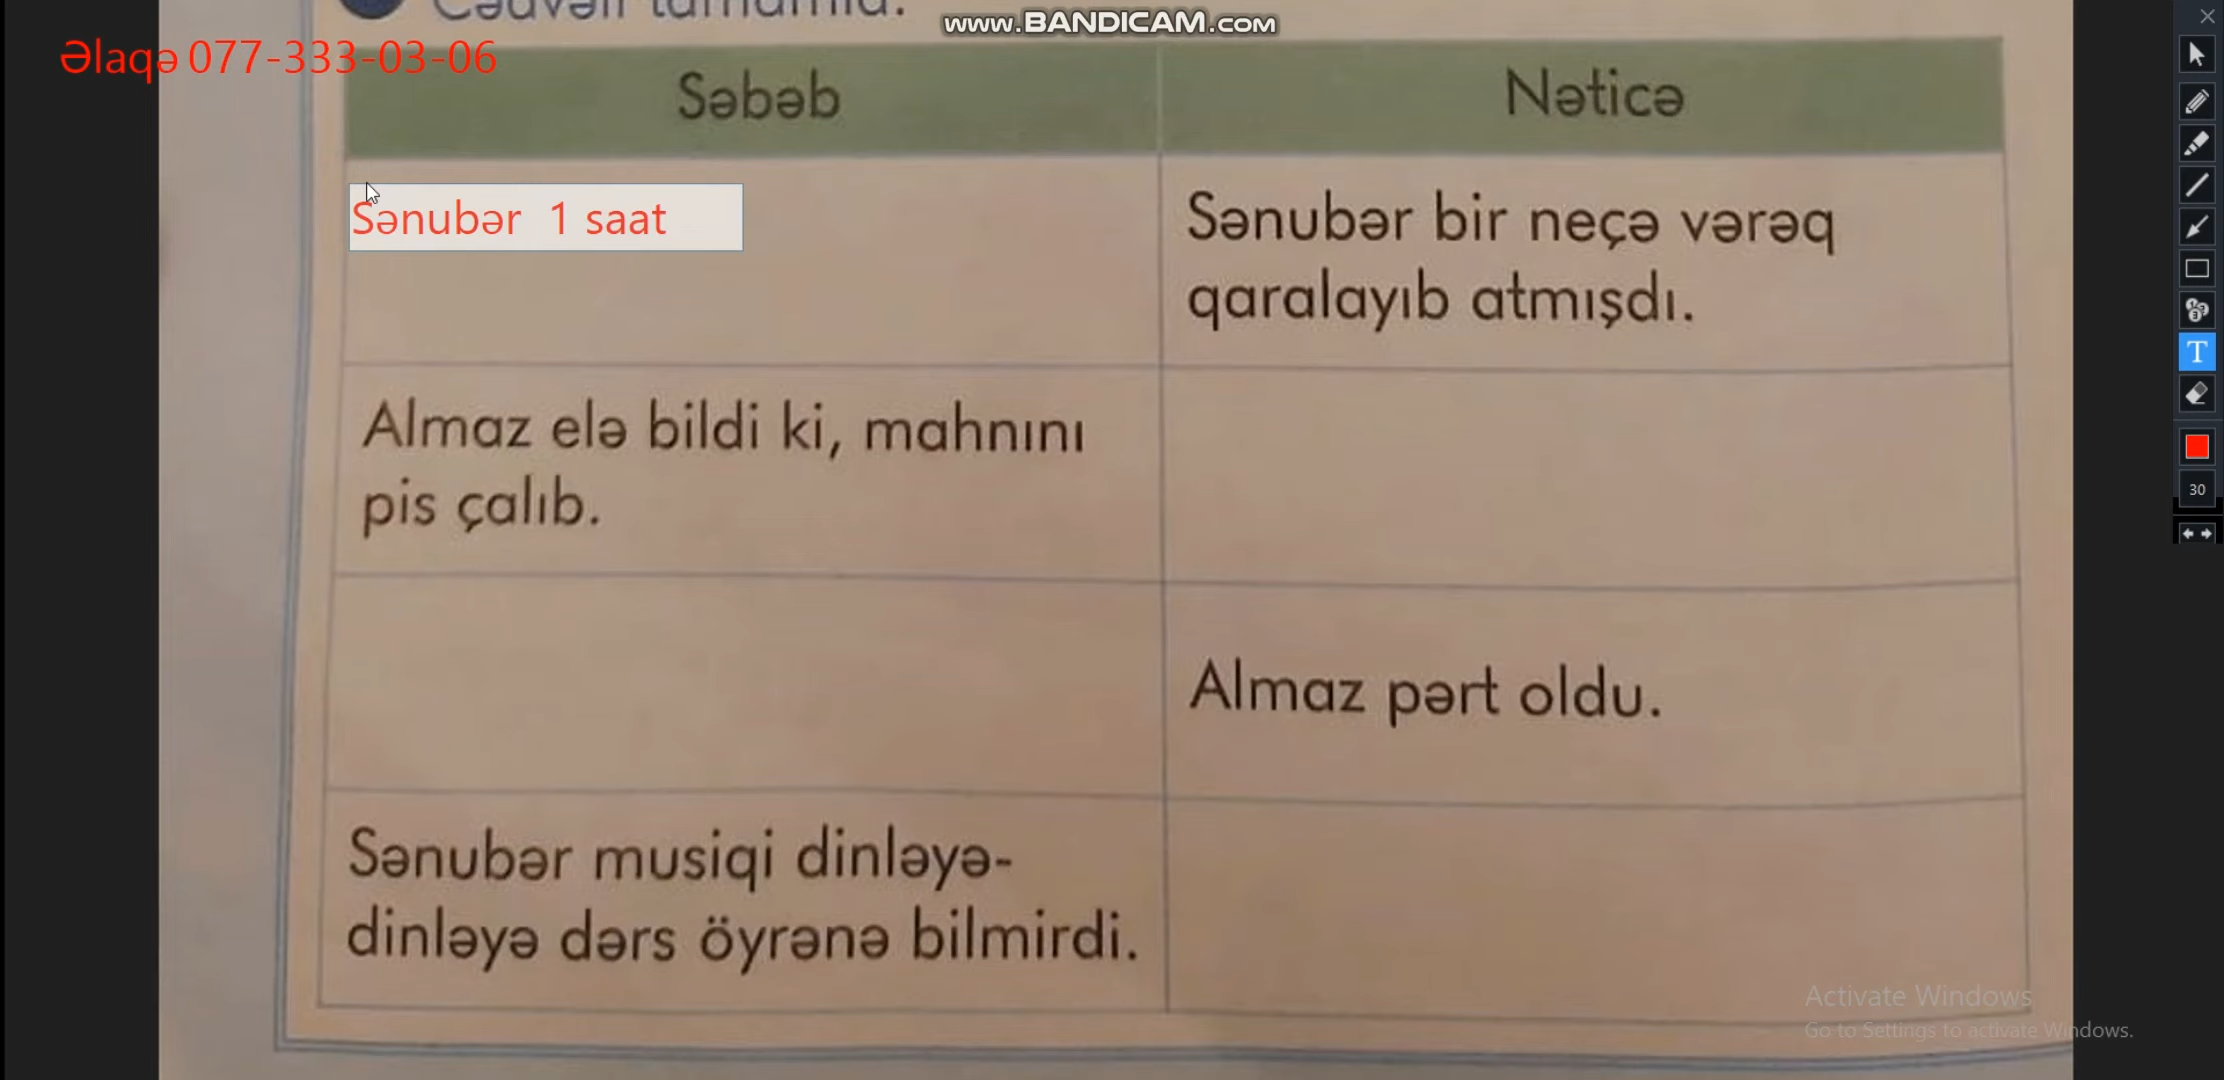 Cədvəli tamamla.
www.BANDICAM.com
Əlaqə 077-333-03-06
Səbəb
Nəticə
Sənubər 1 saat
Sənubər bir neçə vərəq
qaralayıb atmışdı.
Almaz elə bildi ki, mahnını
pis çalıb.
Almaz pərt oldu.
Sənubər musiqi dinləyə-
dinləyə dərs öyrənə bilmirdi.
T
30
Activate Windows
Go to Settings to activate Windows.